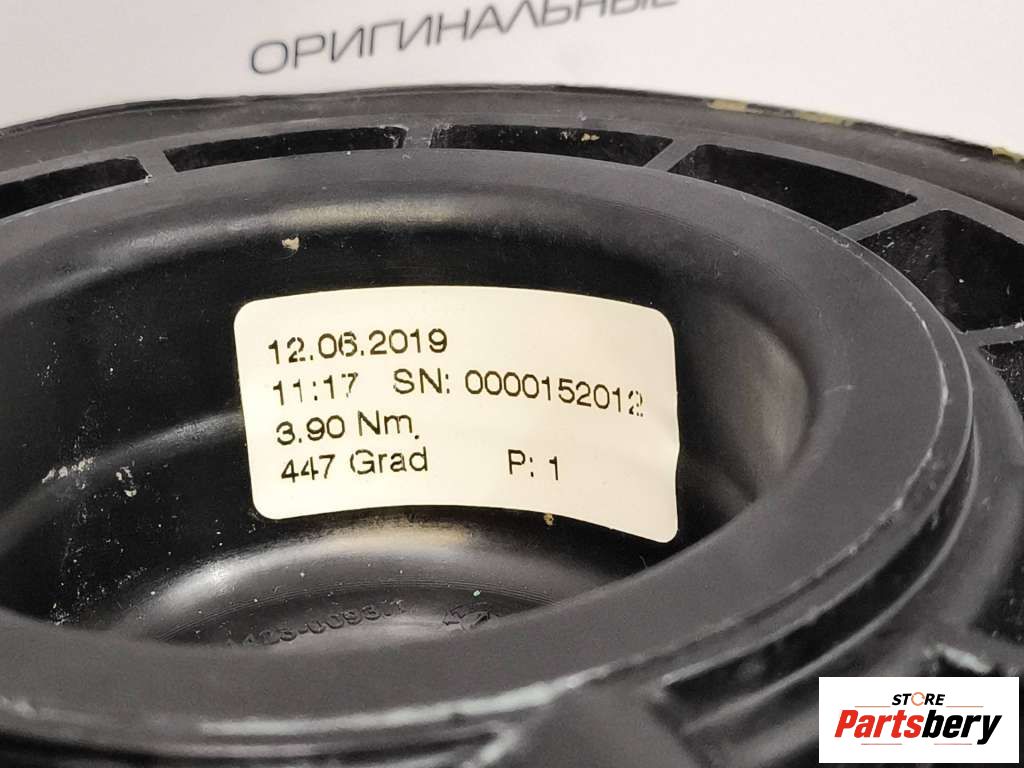 ОРИГИНАЛЬНЫЕ
12.06.2019
11:17 SN: 0000152012
3.90 Nm,
447 Grad P: 1
STORE
Partsbery